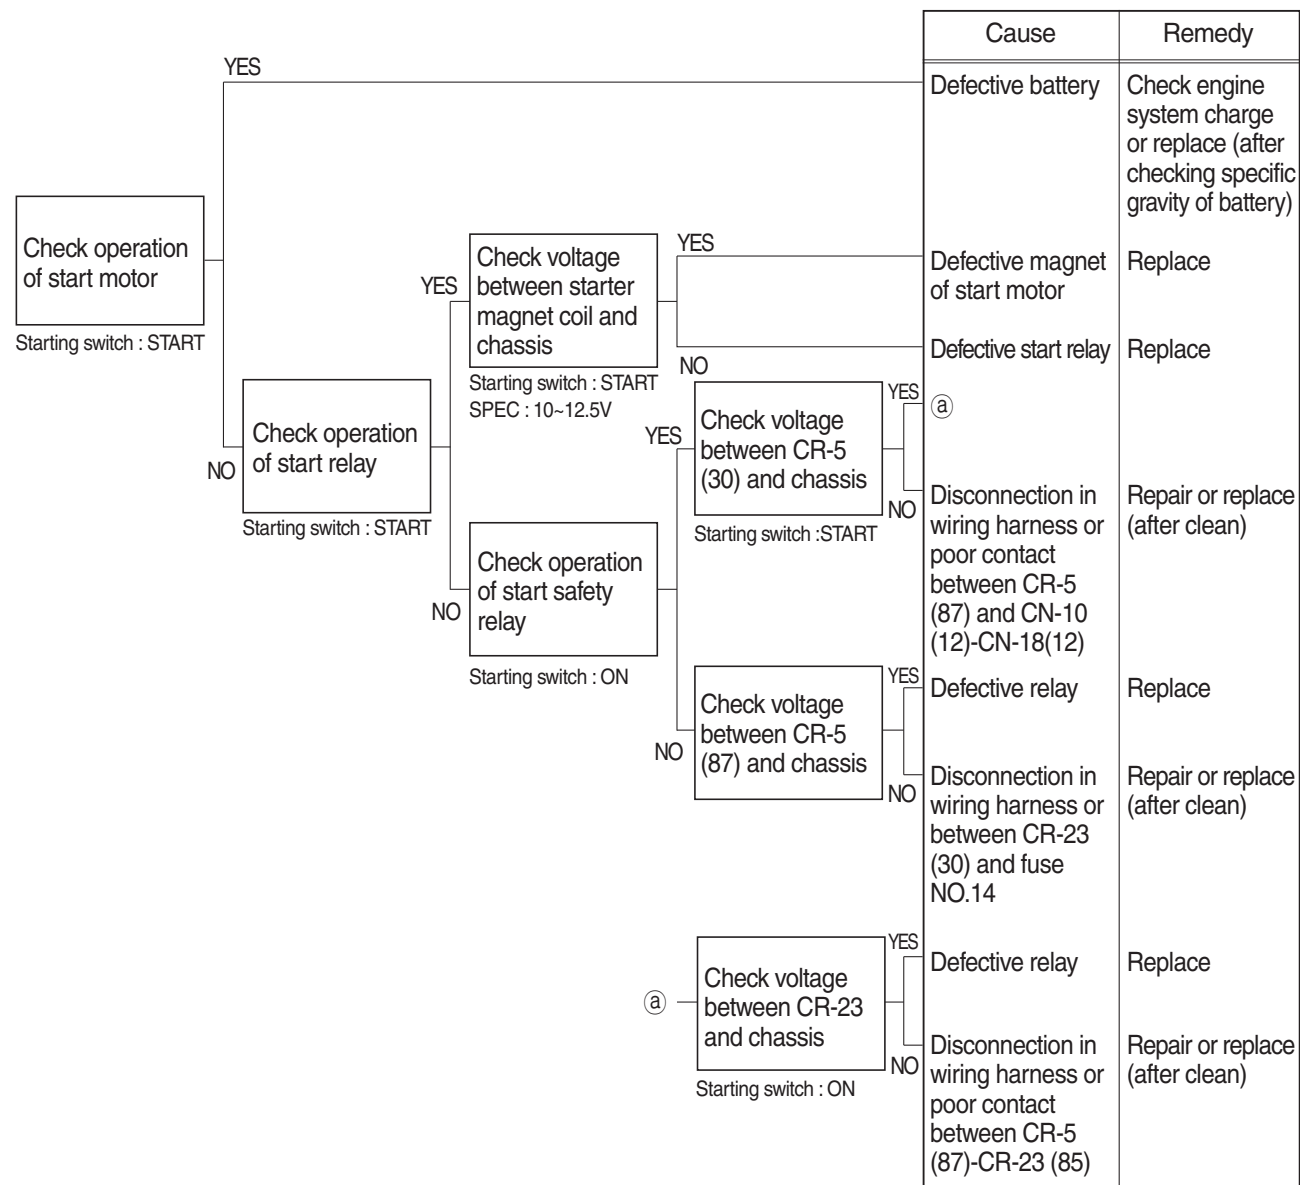 Cause
Remedy
YES
Defective battery
Check engine
system charge
or replace (after
checking specific
gravity of battery)
Check operation
of start motor
Starting switch : START
YES
Check voltage
between starter
magnet coil and
chassis
Starting switch : START
SPEC : 10~12.5V
YES
Defective magnet
of start motor
Replace
NO
Defective start relay
Replace
NO
Check operation
of start relay
Starting switch : START
YES
Check voltage
between CR-5
(30) and chassis
Starting switch :START
YES
ⓐ
NO
Disconnection in
wiring harness or
poor contact
between CR-5
(87) and CN-10
(12)-CN-18(12)
Repair or replace
(after clean)
NO
Check operation
of start safety
relay
Starting switch : ON
NO
Check voltage
between CR-5
(87) and chassis
YES
Defective relay
Replace
NO
Disconnection in
wiring harness or
between CR-23
(30) and fuse
NO.14
Repair or replace
(after clean)
ⓐ
Check voltage
between CR-23
and chassis
Starting switch : ON
YES
Defective relay
Replace
NO
Disconnection in
wiring harness or
poor contact
between CR-5
(87)-CR-23 (85)
Repair or replace
(after clean)